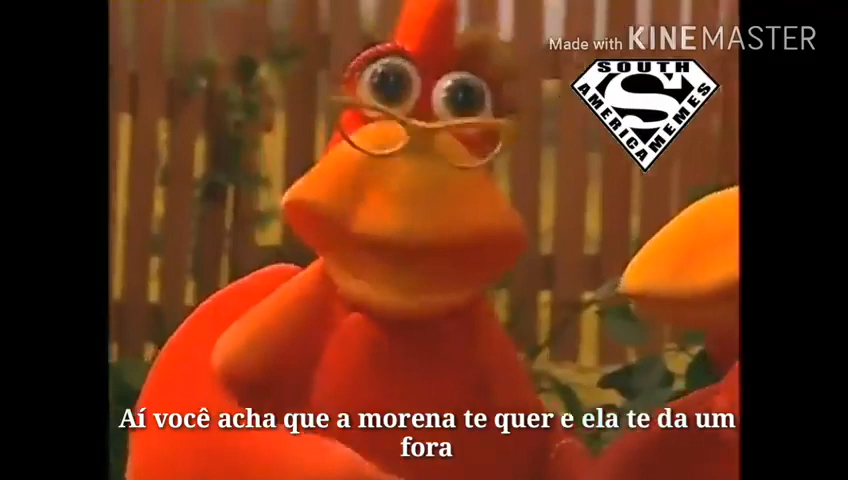 Made with KINEMASTER
SOUTH
AMERICA
S
MEMES
Aí você acha que a morena te quer e ela te da um
fora